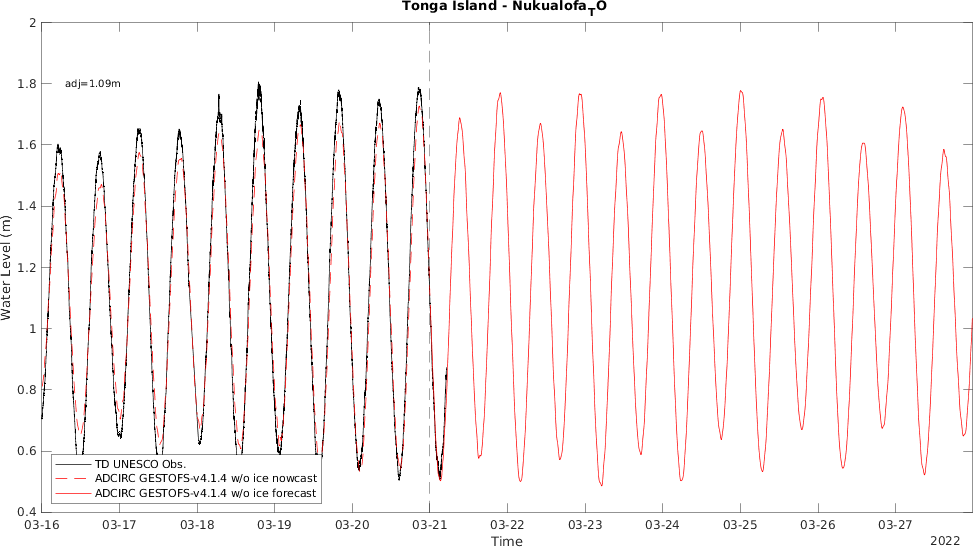 Tonga Island - Nukualofa_TO
adj=1.09m
Water Level (m)
2
1.8
1.6
1.4
1.2
1
0.8
0.6
0.4
TD UNESCO Obs.
ADCIRC GESTOFS-v4.1.4 w/o ice nowcast
ADCIRC GESTOFS-v4.1.4 w/o ice forecast
03-16 03-17 03-18 03-19 03-20 03-21 03-22 03-23 03-24 03-25 03-26 03-27
Time
2022